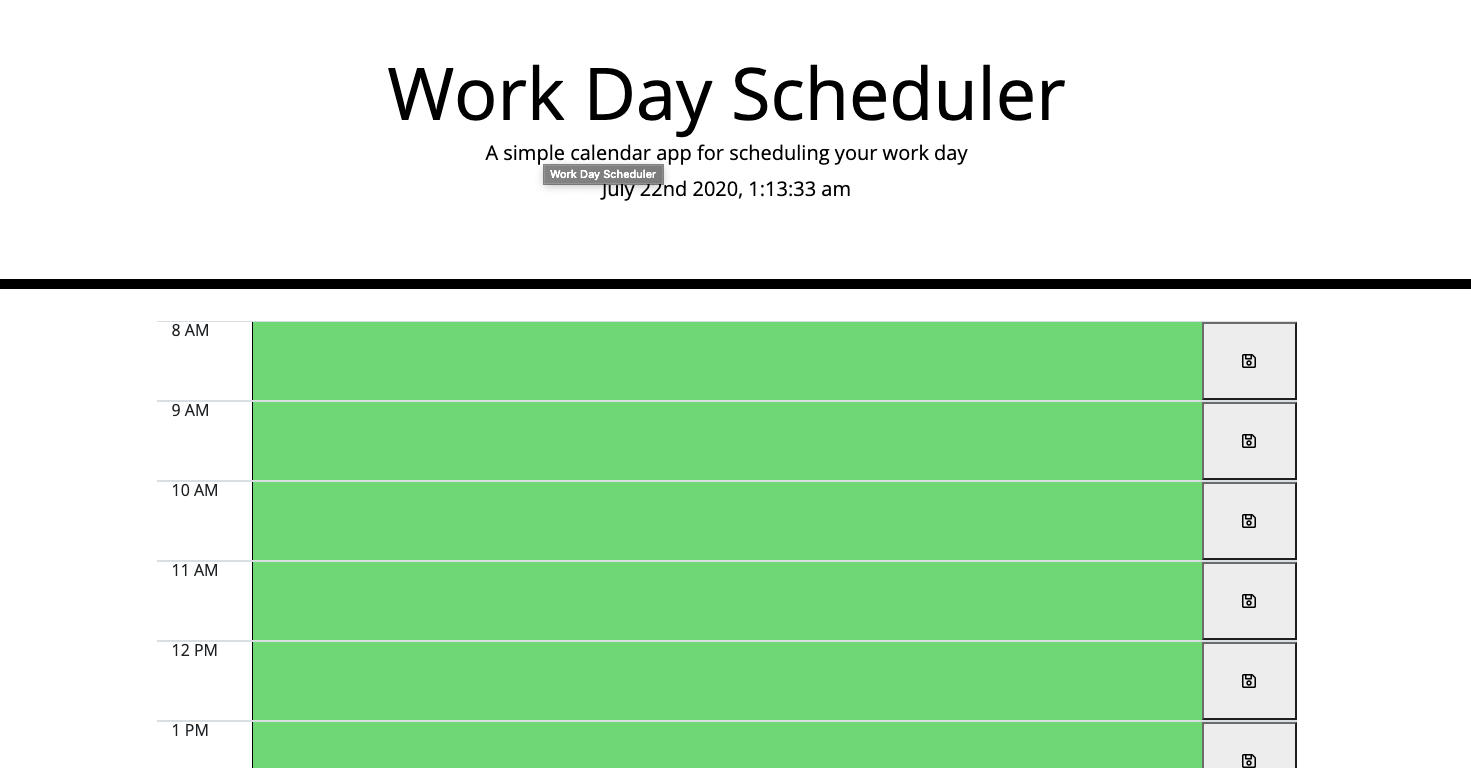 Work Day Scheduler
A simple calendar app for scheduling your work day
Work Day Scheduler
July 22nd 2020, 1:13:33 am
8 AM
9 AM
10 AM
11 AM
12 PM
1 PM